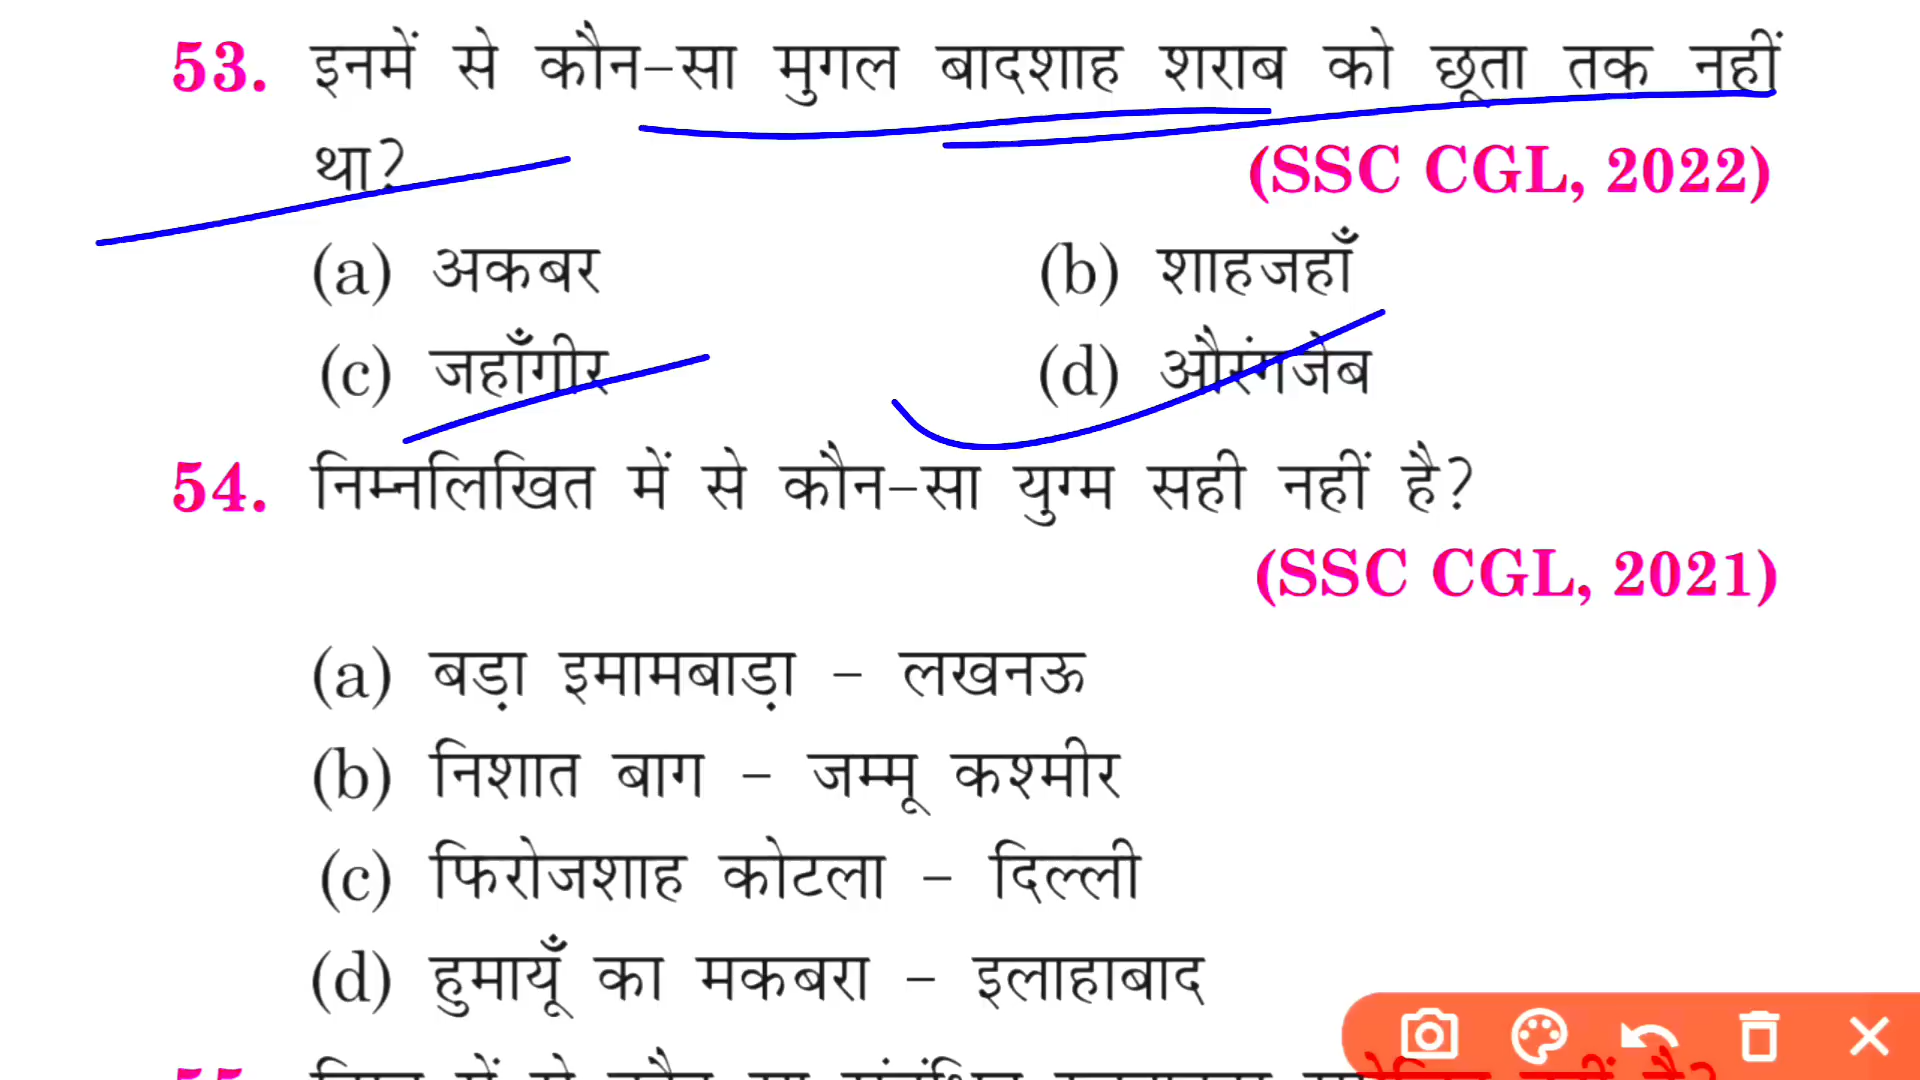 53. इनमें से कौन-सा मुगल बादशाह शराब को छूता तक नहीं
था?
(SSC CGL, 2022)
(a) अकबर (b) शाहजहाँ
(c) जहाँगीर (d) औरंगजेब
54. निम्नलिखित में से कौन-सा युग्म सही नहीं है?
(SSC CGL, 2021)
(a) बड़ा इमामबाड़ा - लखनऊ
(b) निशात बाग - जम्मू कश्मीर
(c) फिरोजशाह कोटला - दिल्ली
(d) हुमायूँ का मकबरा - इलाहाबाद